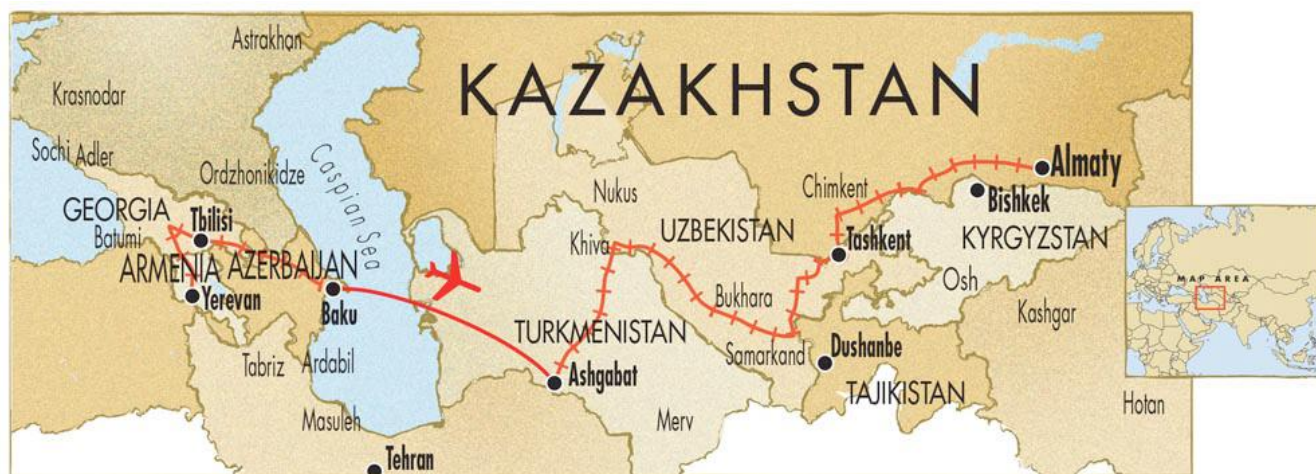 Astrakhan
KAZAKHSTAN
Krasnodar
Sochi Adler
Ordzhonikidze
Caspian Sea
Almaty
Chimkent
Bishkek
Nukus
GEORGIA
Tbilisi
Batumi
UZBEKISTAN
KYRGYZSTAN
Khiva
Tashkent
ARMENIA
AZERBAIJAN
Osh
MAP AREA
Yerevan
Baku
Bukhara
Kashgar
TURKMENISTAN
Samarkand
Dushanbe
Tabriz
Ardabil
Ashgabat
TAJIKISTAN
Hotan
Masuleh
Merv
Tehran